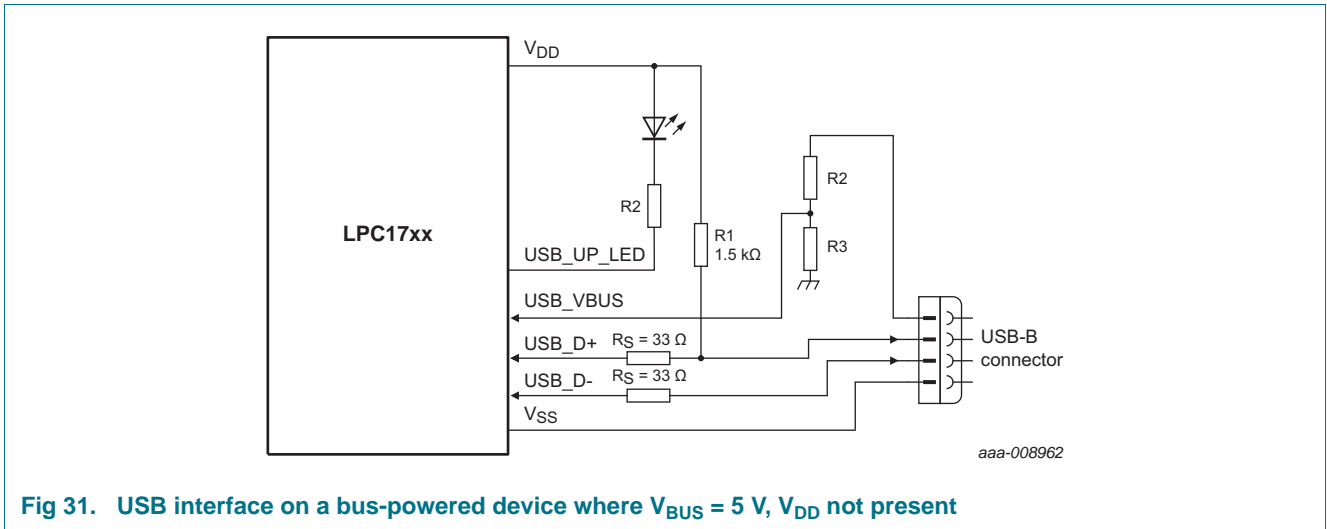 VDD
R2
R2
R3
R1
1.5 kΩ
LPC17xx
USB_UP_LED
USB_VBUS
USB_D+ RS = 33 Ω
USB_D- RS = 33 Ω
VSS
USB-B
connector
aaa-008962
Fig 31. USB interface on a bus-powered device where VBUS = 5 V, VDD not present